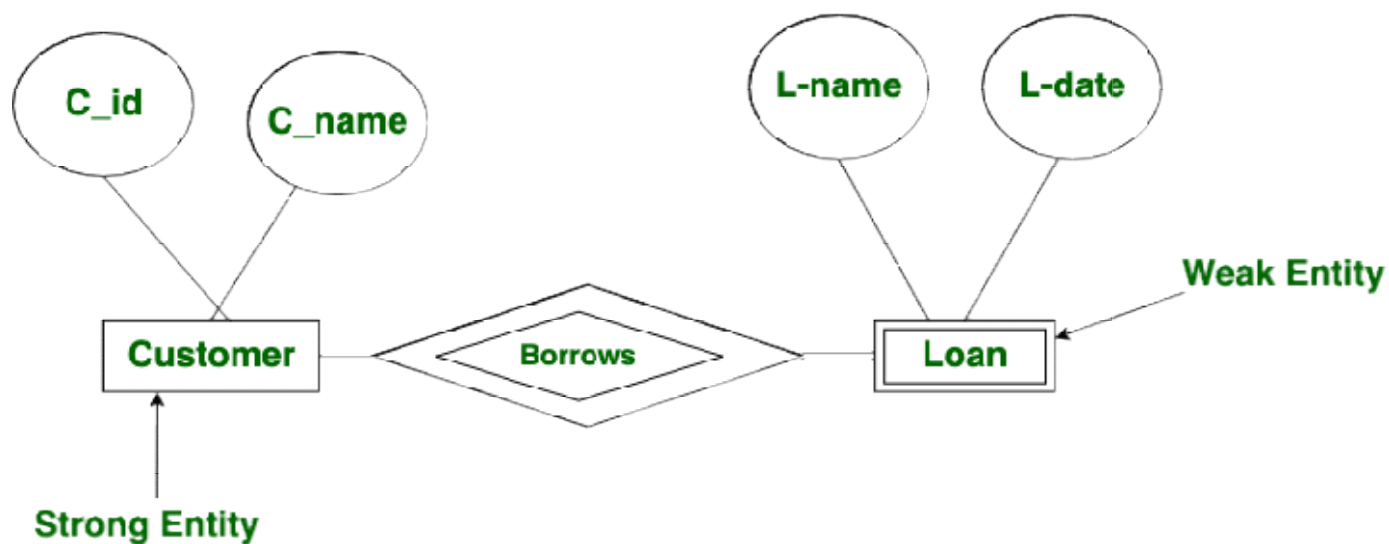 C_id
C_name
L-name
L-date
Weak Entity
Customer
Borrows
Loan
Strong Entity